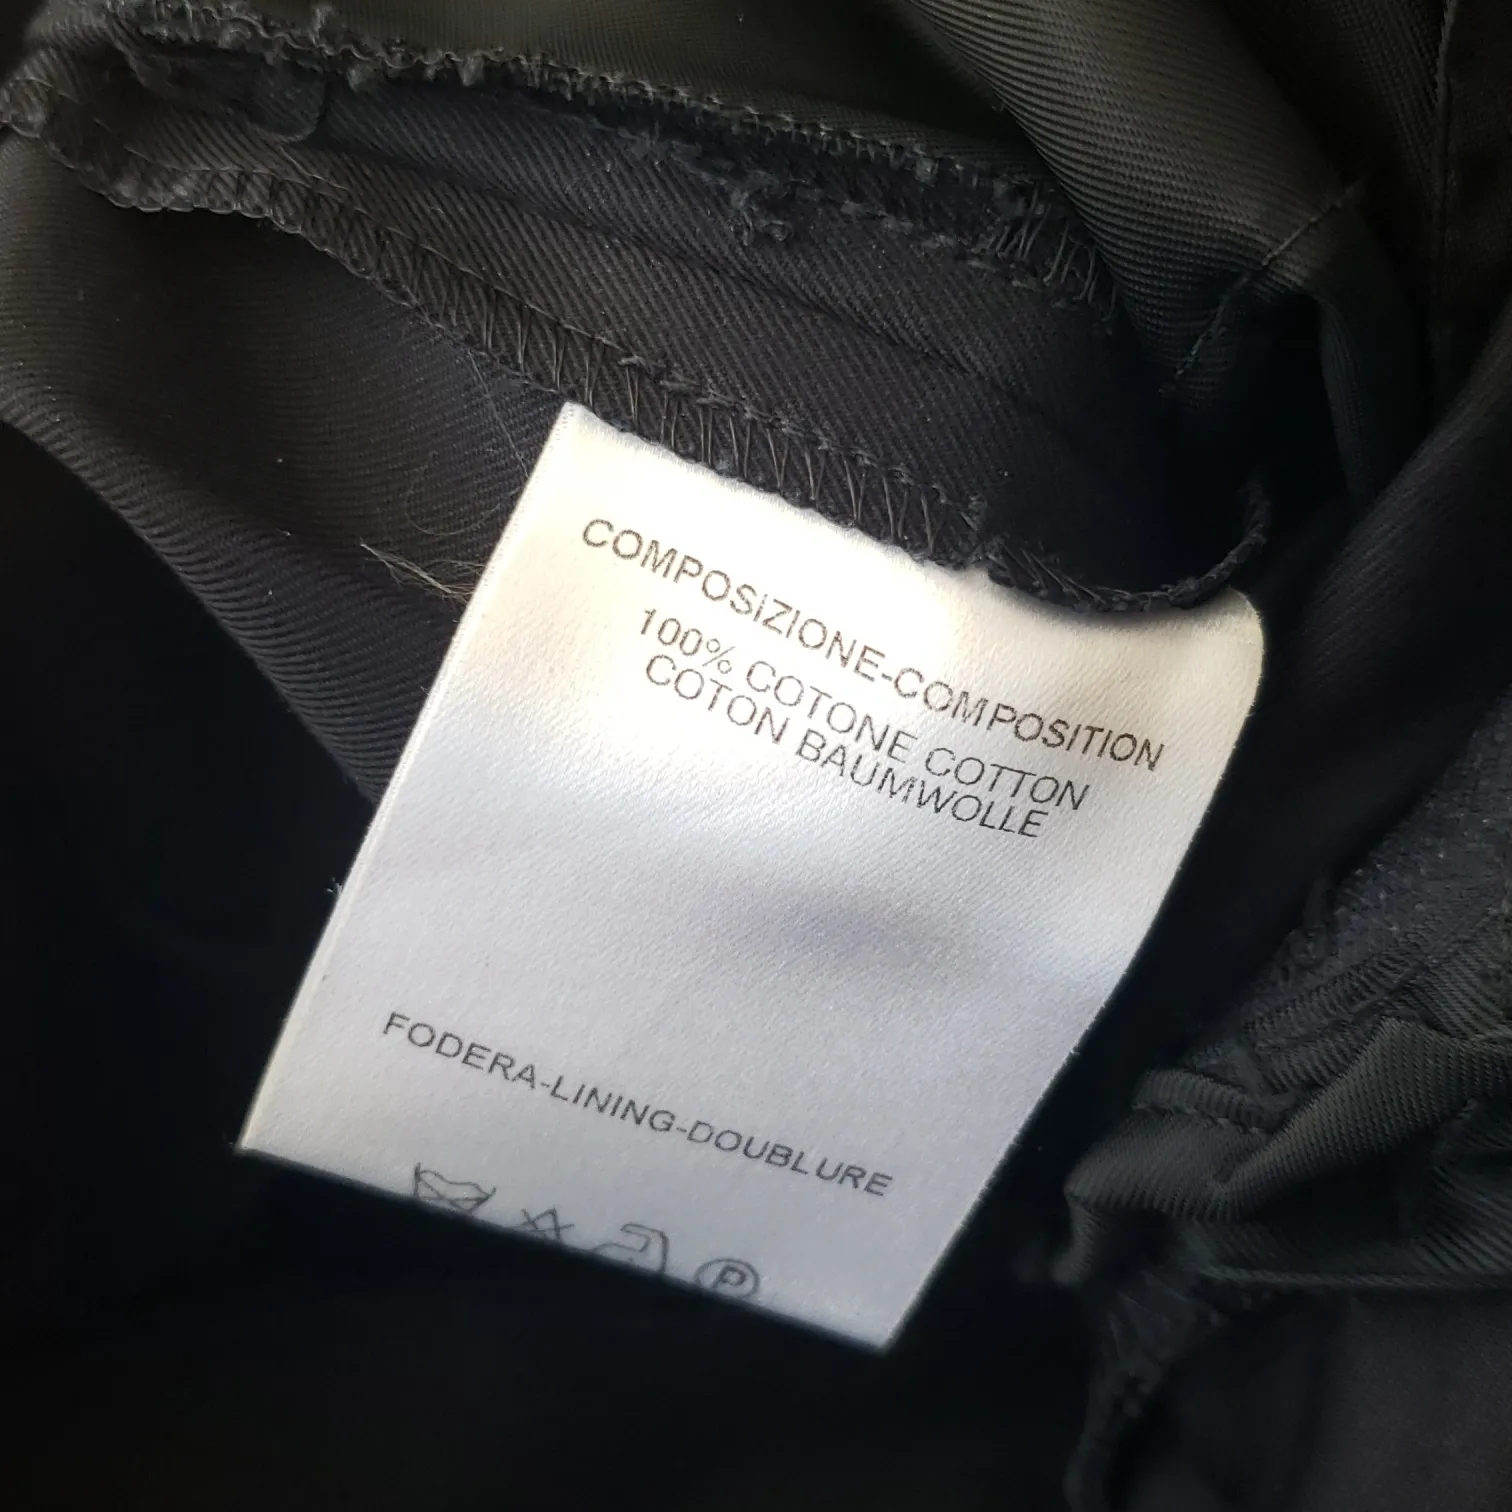 COMPOSIZIONE-COMPOSITION
100% COTONE COTTON
COTON BAUMWOLLE
FODERA-LINING-DOUBLURE
P